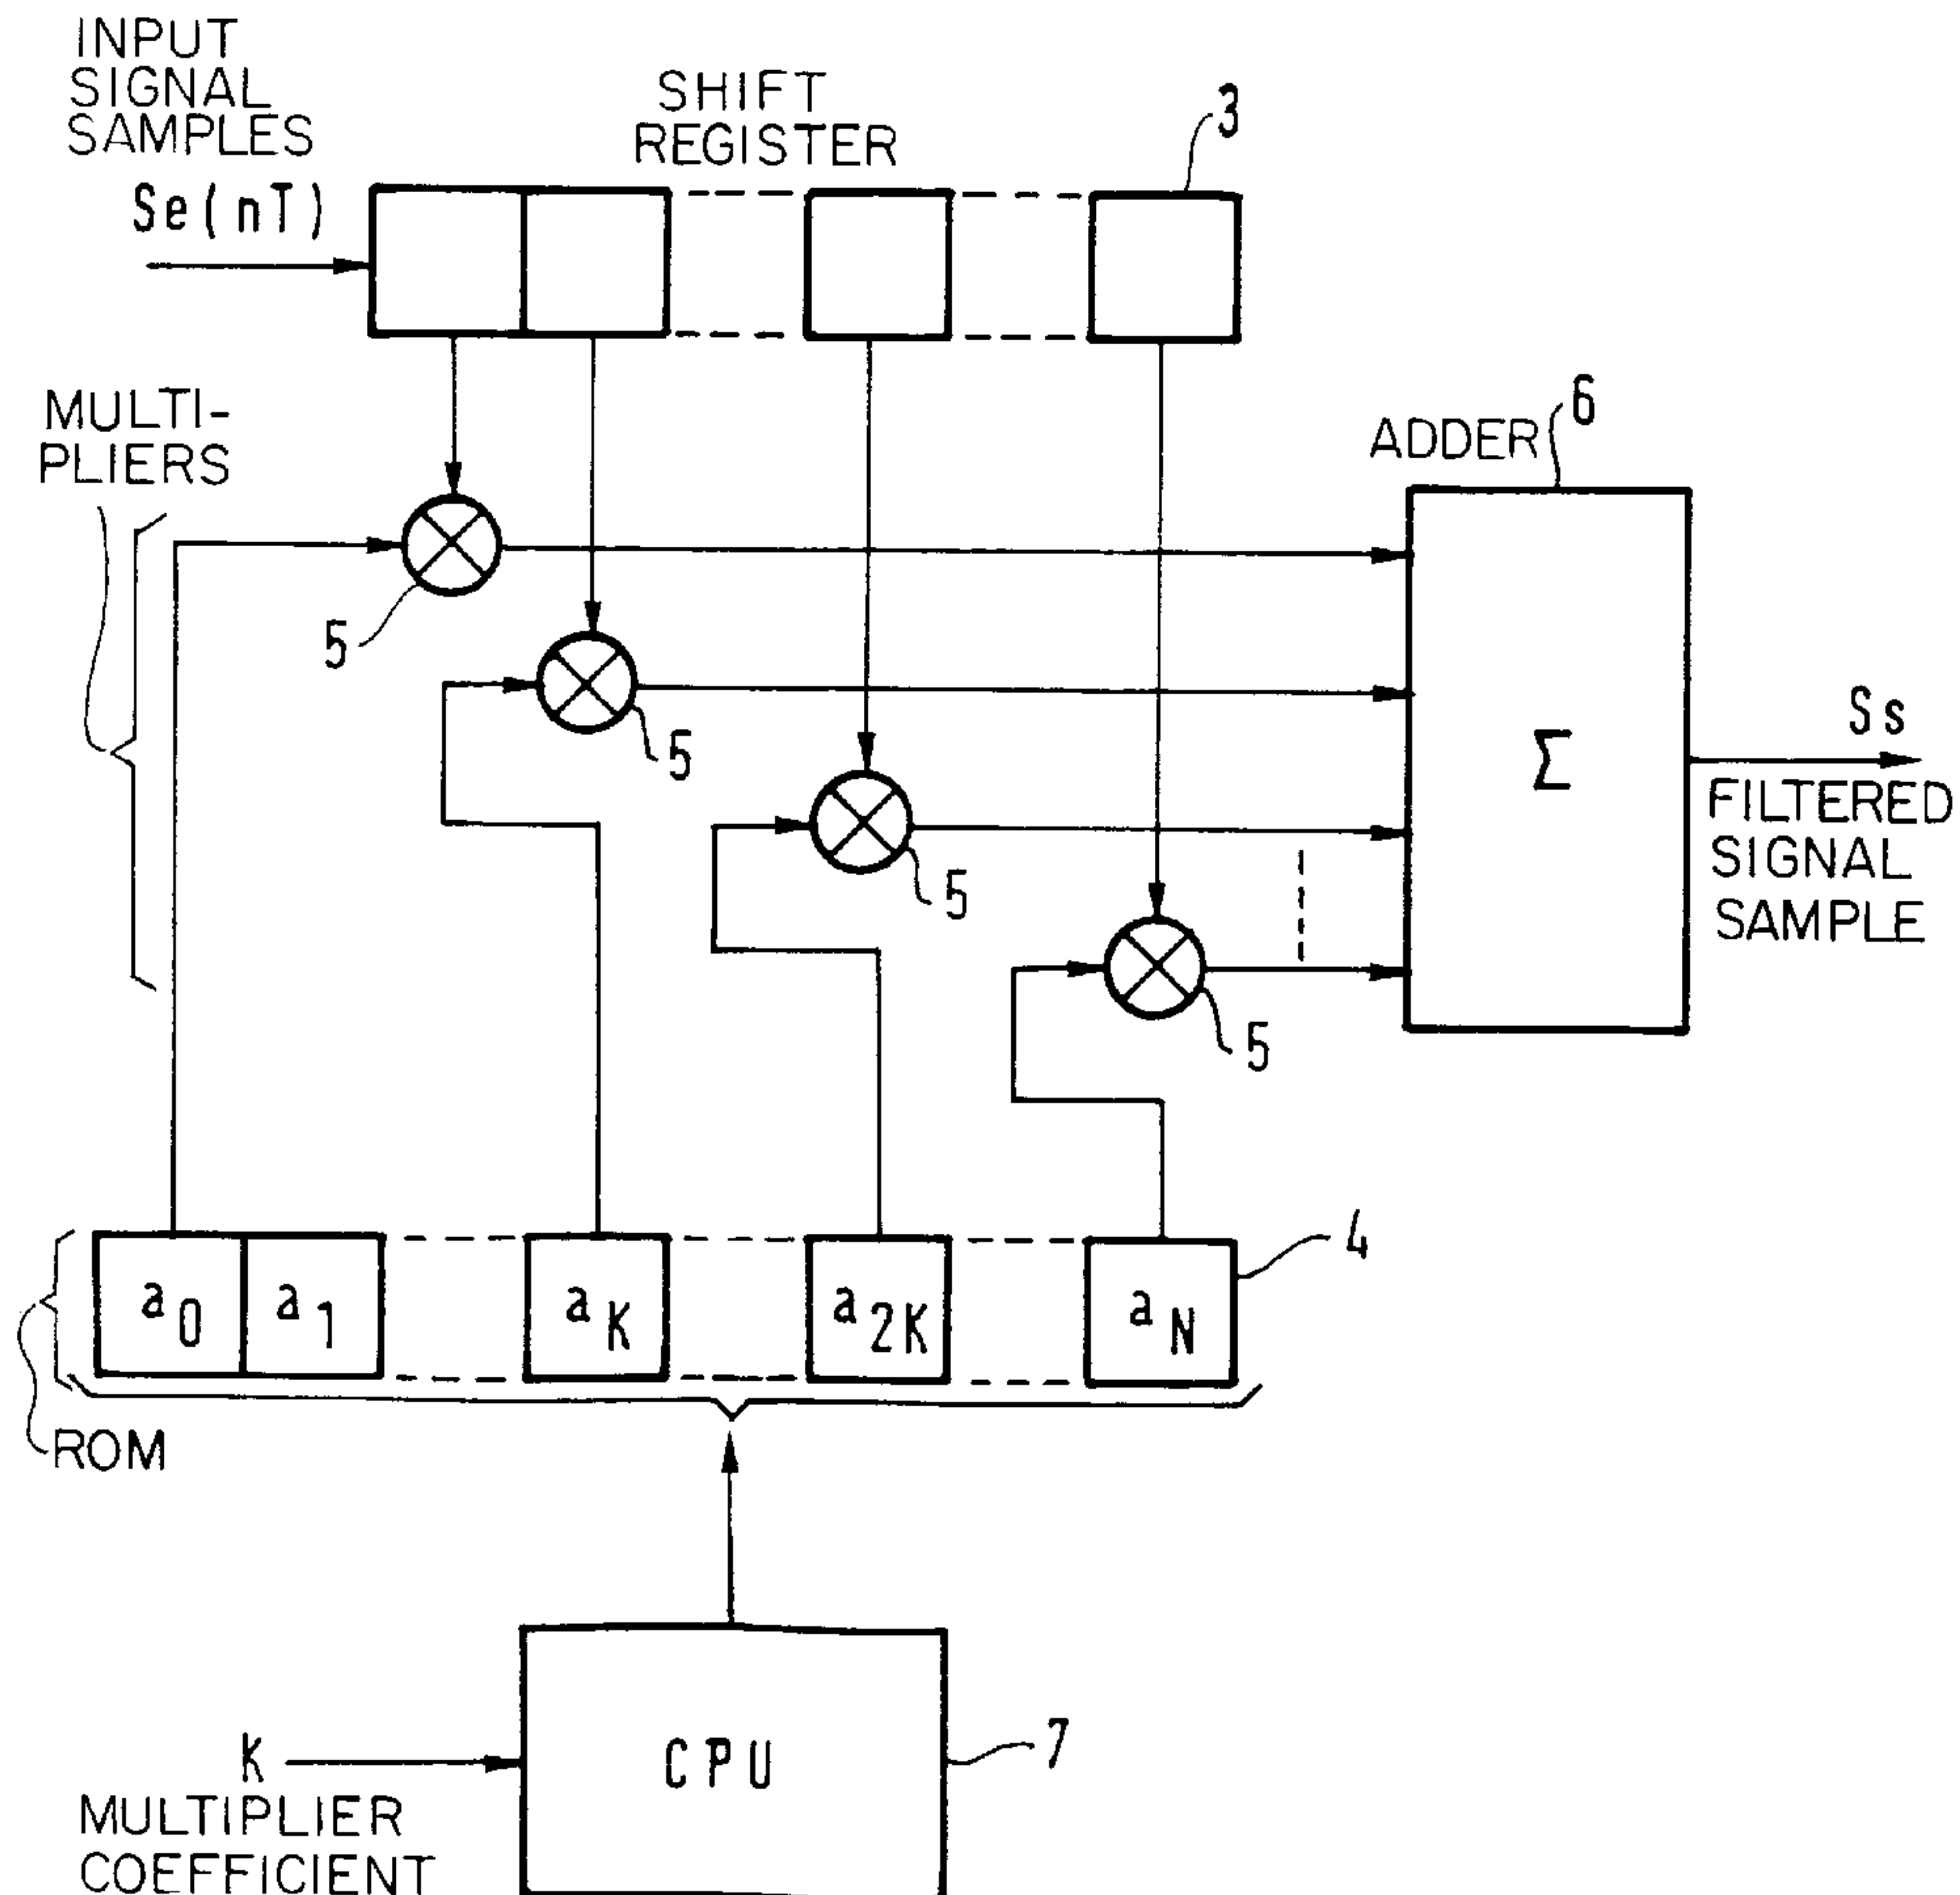 INPUT
SIGNAL
SAMPLES
Se(nT)
SHIFT
REGISTER
3
MULTI-
PLIERS
ADDER
6
5
5
5
5
Σ
Ss
FILTERED
SIGNAL
SAMPLE
a0 a1 aK a2K aN
4
ROM
K
MULTIPLIER
COEFFICIENT
CPU
7